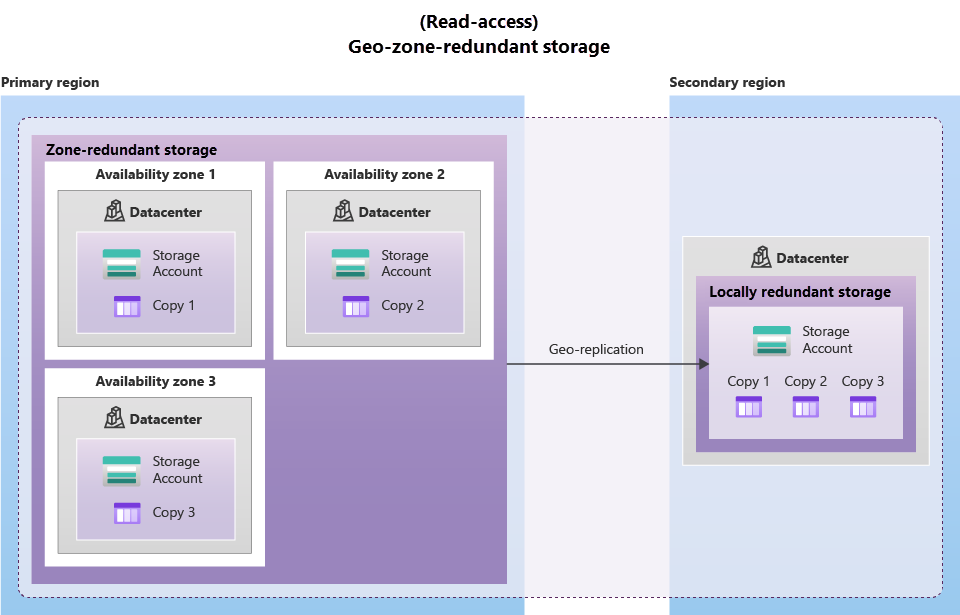 (Read-access)
Geo-zone-redundant storage
Primary region
Secondary region
Zone-redundant storage
Availability zone 1
Datacenter
Storage
Account
Copy 1
Availability zone 2
Datacenter
Storage
Account
Copy 2
Availability zone 3
Datacenter
Storage
Account
Copy 3
Geo-replication
Datacenter
Locally redundant storage
Storage
Account
Copy 1 Copy 2 Copy 3